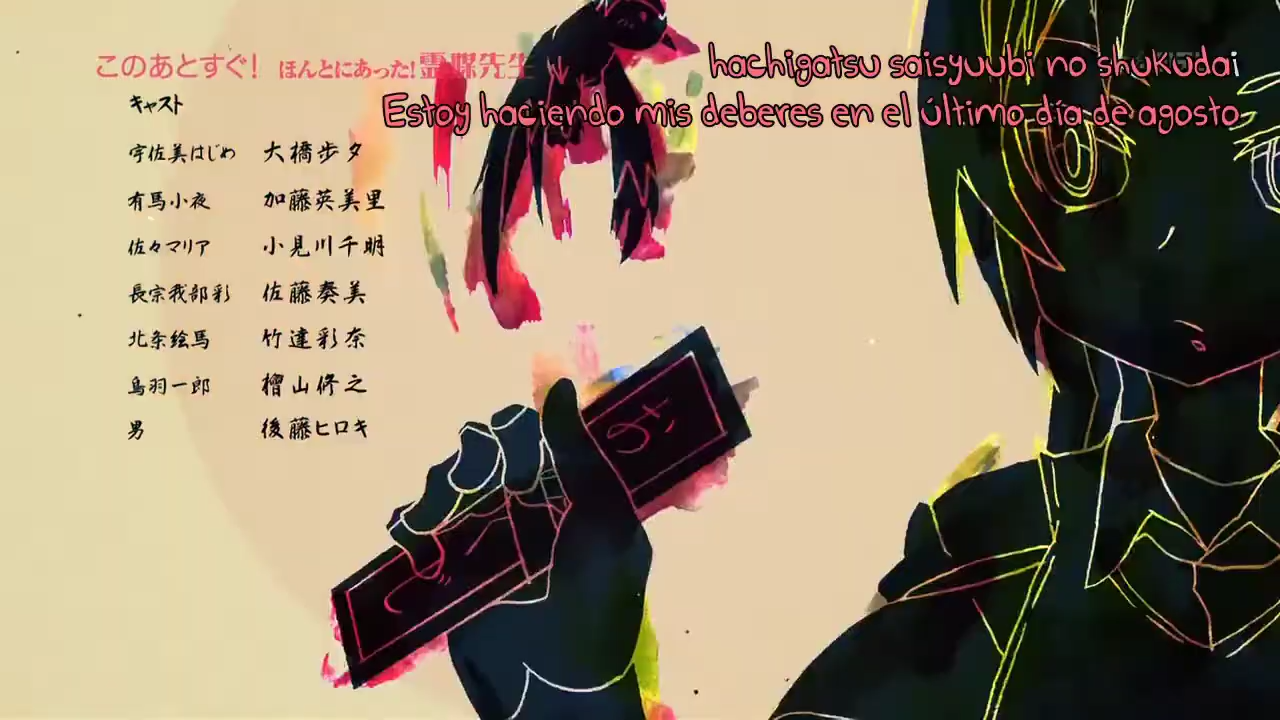 このあとすぐ! ほんとにあった!霊媒先生
hachigatsu saisyuubi no shukudai
Estoy haciendo mis deberes en el último día de agosto
キャスト
宇佐美はじめ 大橋歩夕
有馬小夜 加藤英美里
佐々マリア 小見川千明
長宗我部彩 佐藤奏美
北条絵馬 竹達彩奈
鳥羽一郎 檜山修之
男 後藤ヒロキ